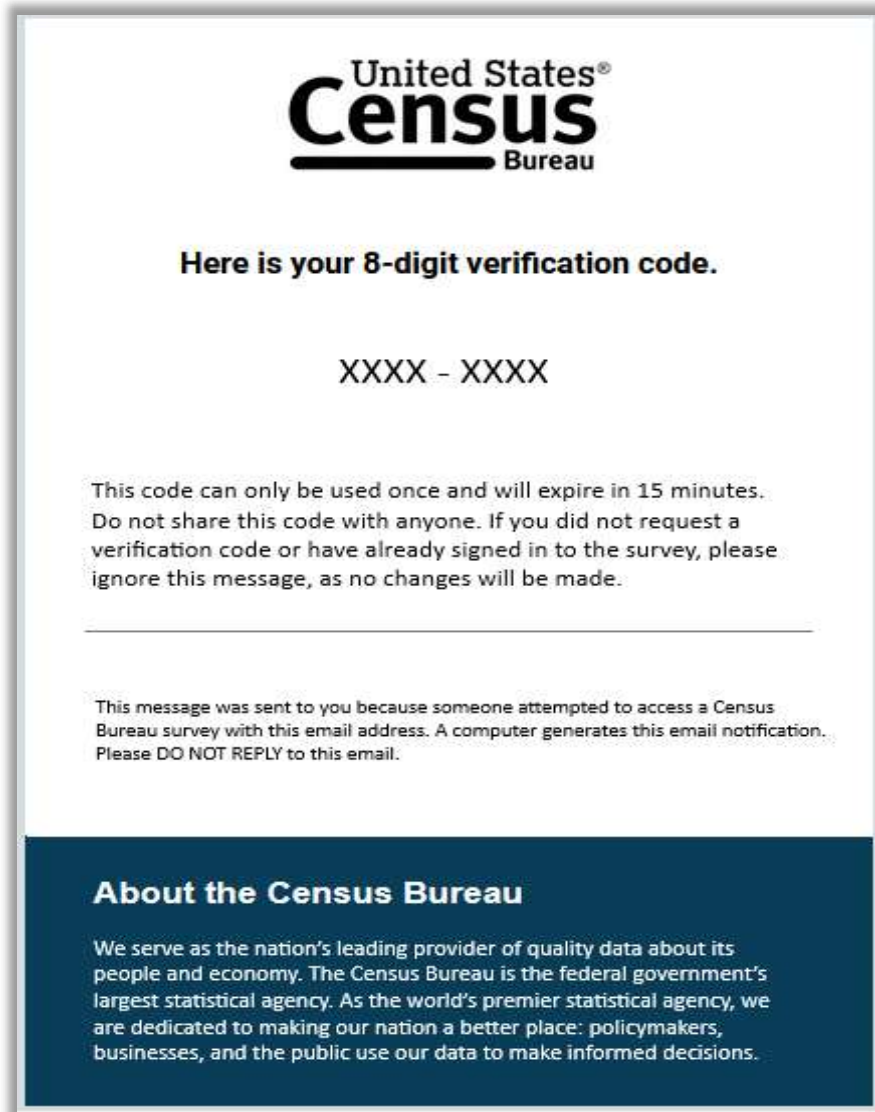 United States®
Census
Bureau
Here is your 8-digit verification code.
XXXX - XXXX
This code can only be used once and will expire in 15 minutes.
Do not share this code with anyone. If you did not request a
verification code or have already signed in to the survey, please
ignore this message, as no changes will be made.
This message was sent to you because someone attempted to access a Census
Bureau survey with this email address. A computer generates this email notification.
Please DO NOT REPLY to this email.
About the Census Bureau
We serve as the nation's leading provider of quality data about its
people and economy. The Census Bureau is the federal government's
largest statistical agency. As the world's premier statistical agency, we
are dedicated to making our nation a better place: policymakers,
businesses, and the public use our data to make informed decisions.